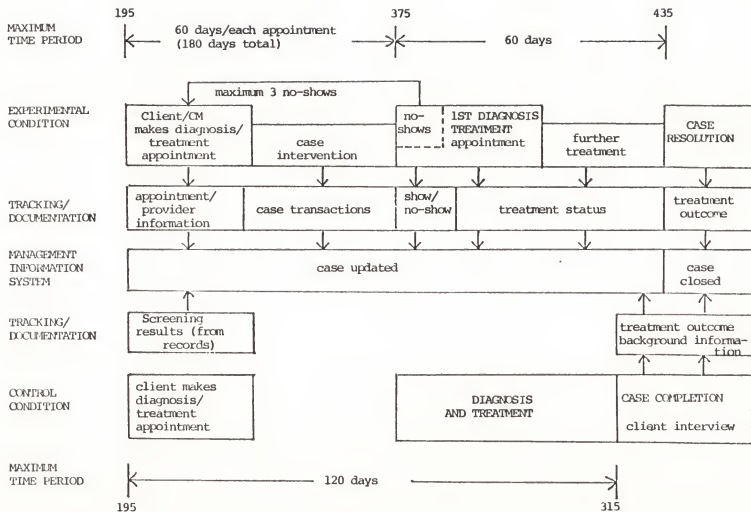 195 375 435
MAXIMUM
TIME PERIOD
60 days/each appointment
(180 days total)
60 days
maximum 3 no-shows
EXPERIMENTAL
CONDITION
Client/CM
makes diagnosis/
treatment
appointment
case
intervention
no-
shows
1ST DIAGNOSIS
TREATMENT
appointment
further
treatment
CASE
RESOLUTION
TRACKING/
DOCUMENTATION
appointment/
provider
information
case transactions
show/
no-show
treatment status
treatment
outcome
MANAGEMENT
INFORMATION
SYSTEM
case updated
case
closed
TRACKING/
DOCUMENTATION
Screening
results (from
records)
treatment outcome
background informa-
tion
CONTROL
CONDITION
client makes
diagnosis/
treatment
appointment
DIAGNOSIS
AND TREATMENT
CASE COMPLETION
client interview
MAXIMUM
TIME PERIOD
120 days
195 315